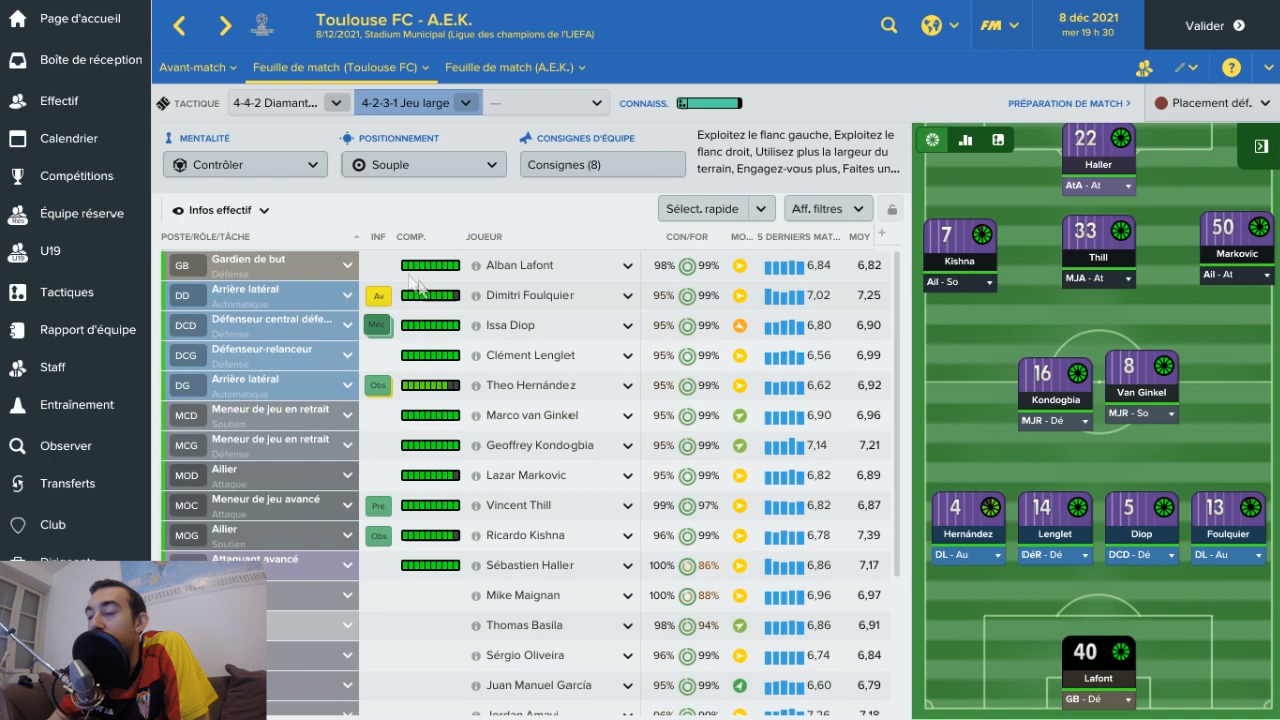 Page d'accueil
Boîte de réception
Effectif
Calendrier
Compétitions
Équipe réserve
U19
Tactiques
Rapport d'équipe
Staff
Entraînement
Observer
Transferts
Club
Toulouse FC - A.E.K.
8/12/2021, Stadium Municipal (Ligue des champions de l'UEFA)
FM
8 déc 2021
mer 19 h 30
Valider
Avant-match
Feuille de match (Toulouse FC)
Feuille de match (A.E.K.)
?
TACTIQUE
4-4-2 Diamant...
4-2-3-1 Jeu large
---
CONNAISS.
PRÉPARATION DE MATCH >
Placement déf.
MENTALITÉ
Contrôler
POSITIONNEMENT
Souple
CONSIGNES D'ÉQUIPE
Consignes (8)
Exploitez le flanc gauche, Exploitez le
flanc droit, Utilisez plus la largeur du
terrain, Engagez-vous plus, Faites un...
Infos effectif
Sélect. rapide
Aff. filtres
POSTE/RÔLE/TÂCHE INF COMP. JOUEUR CON/FOR MO... 5 DERNIERS MAT... MOY +
GB Gardien de but Défense Alban Lafont 98% 99% 6,84 6,82
DD Arrière latéral Automatique Av Dimitri Foulquier 95% 99% 7,02 7,25
DCD Défenseur central défe... Défense Méc Issa Diop 95% 99% 6,80 6,90
DCG Défenseur-relanceur Défense Clément Lenglet 95% 99% 6,56 6,99
DG Arrière latéral Automatique Obs Theo Hernández 95% 99% 6,62 6,92
MCD Meneur de jeu en retrait Soutien Marco van Ginkel 95% 99% 6,90 6,96
MCG Meneur de jeu en retrait Défense Geoffrey Kondogbia 95% 99% 7,14 7,21
MOD Ailier Attaque Lazar Markovic 95% 99% 6,82 6,89
MOC Meneur de jeu avancé Attaque Pre Vincent Thill 99% 97% 6,82 6,87
MOG Ailier Soutien Obs Ricardo Kishna 96% 99% 6,78 7,39
Attaquant avancé Sébastien Haller 100% 86% 6,86 7,17
Mike Maignan 100% 88% 6,96 6,97
Thomas Basila 98% 94% 6,86 6,91
Sérgio Oliveira 96% 99% 6,74 6,84
Juan Manuel García 95% 99% 6,60 6,79
Jordan Amavi 96% 99% 7,26 7,18
22
Haller
AtA - At
7
Kishna
Ail - So
33
Thill
MJA - At
50
Markovic
Ail - At
16
Kondogbia
MJR - Dé
8
Van Ginkel
MJR - So
4
Hernández
DL - Au
14
Lenglet
DéR - Dé
5
Diop
DCD - Dé
13
Foulquier
DL - Au
40
Lafont
GB - Dé